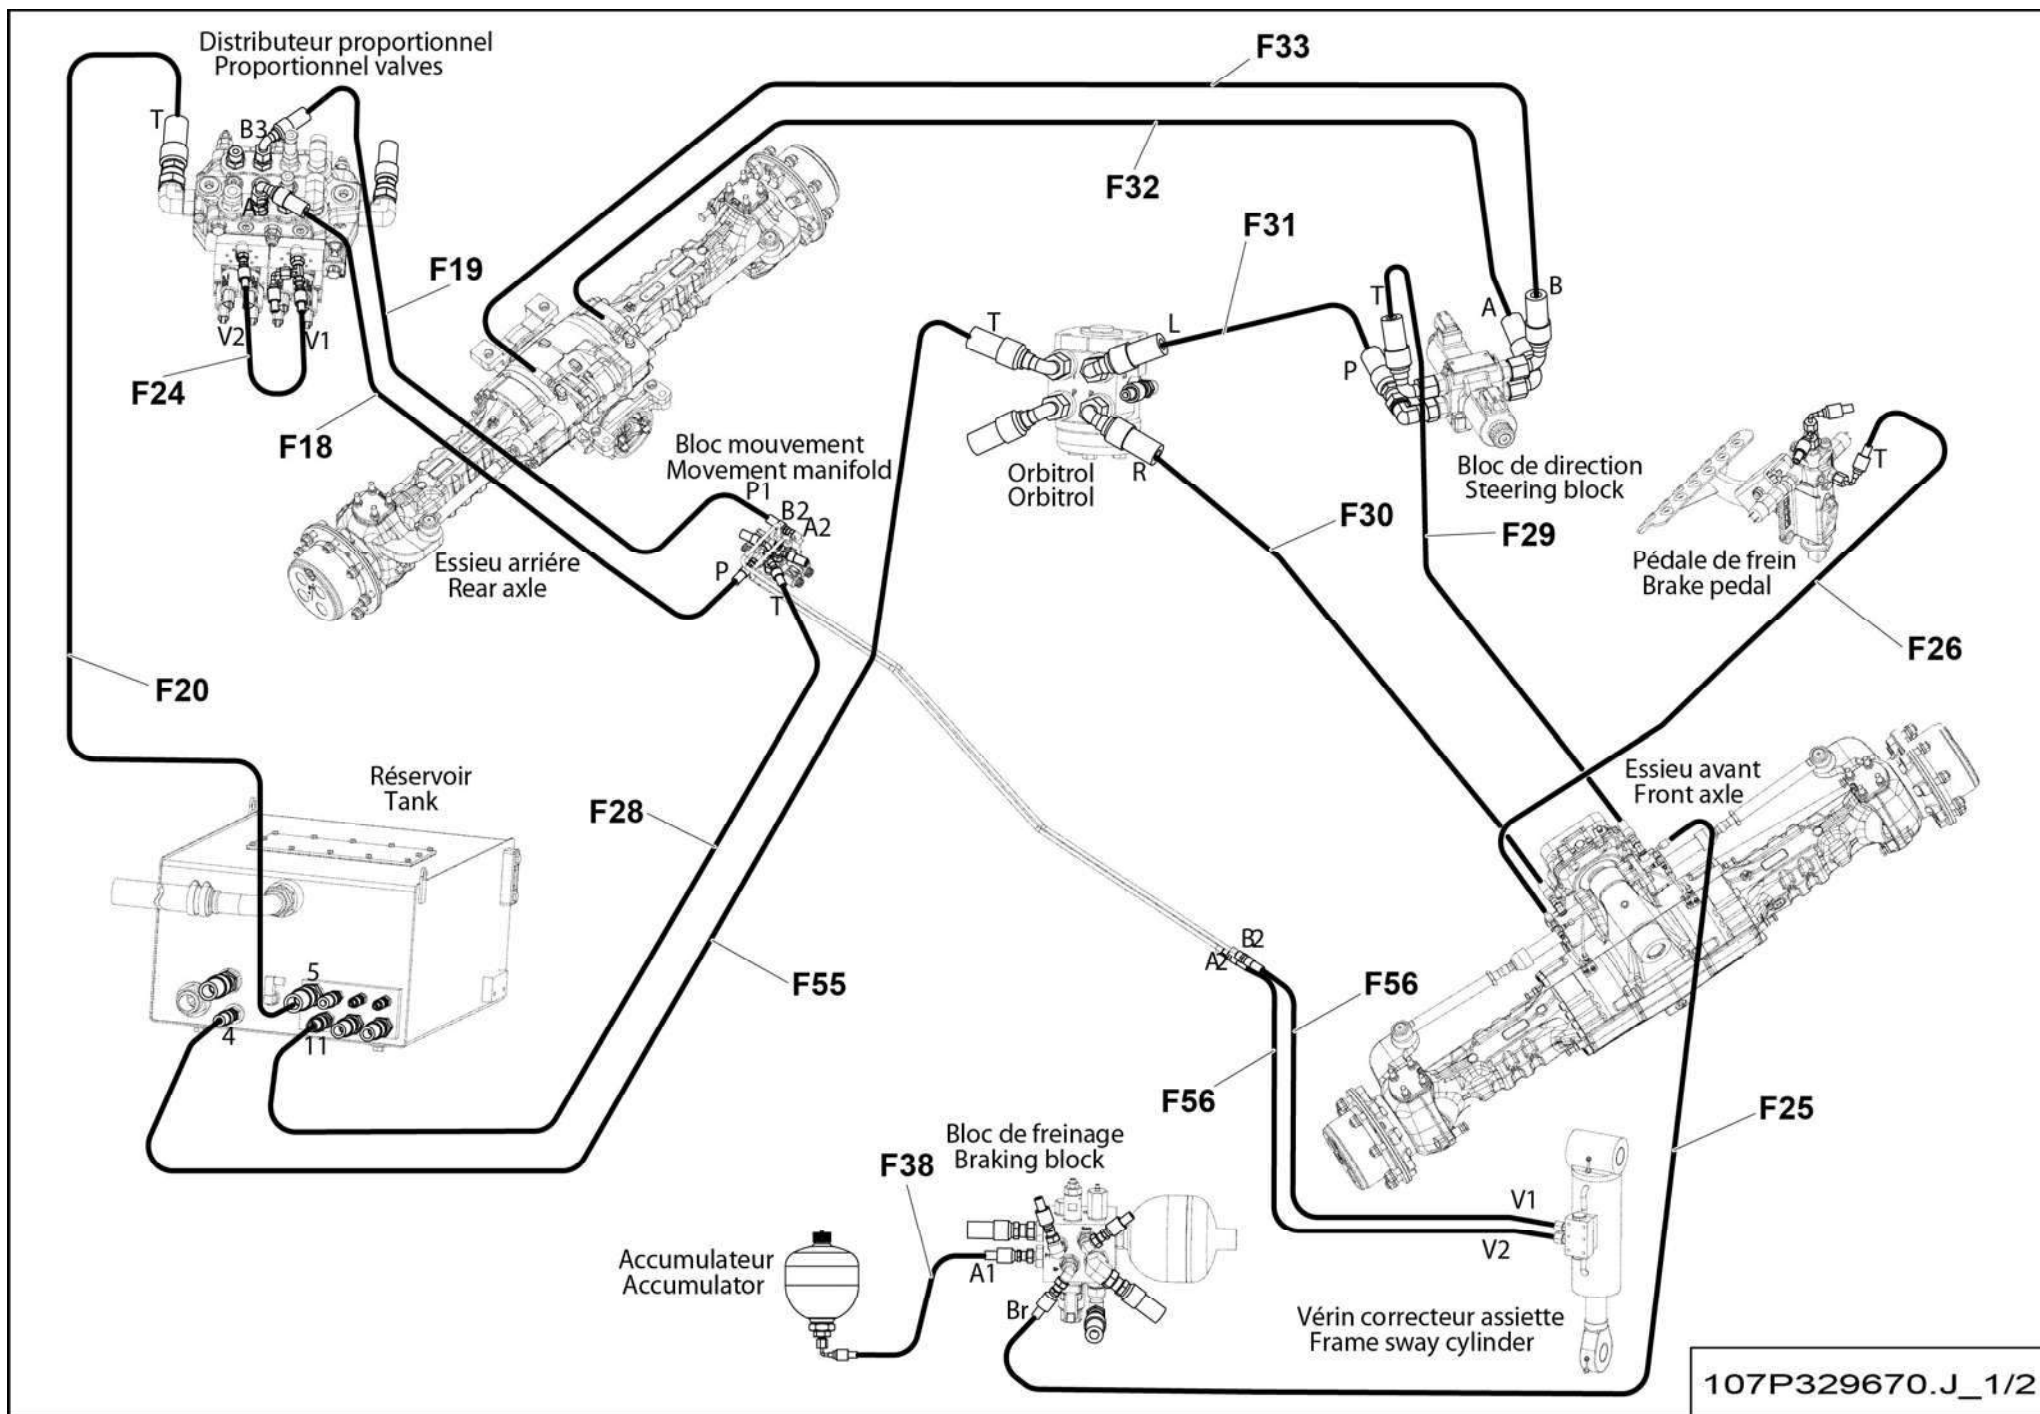 Distributeur proportionnel
Proportionnel valves
T
B3
V2
V1
F24
F19
F18
F20
F33
F32
F31
T
L
R
T
P
A
B
Orbitrol
Orbitrol
Bloc de direction
Steering block
T
Pédale de frein
Brake pedal
F30
F29
F26
Bloc mouvement
Movement manifold
P1
B2
A2
P
T
Essieu arriére
Rear axle
Réservoir
Tank
5
4
11
F28
F55
Essieu avant
Front axle
B2
A2
F56
F56
F25
Bloc de freinage
Braking block
F38
A1
Br
Accumulateur
Accumulator
V1
V2
Vérin correcteur assiette
Frame sway cylinder
107P329670.J_1/2